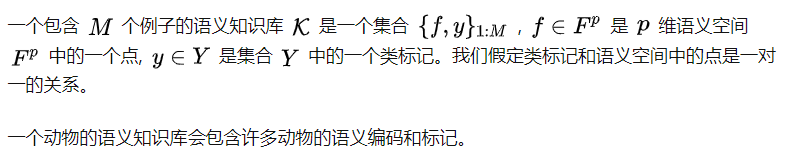 一个包含 M 个例子的语义知识库 𝒦 是一个集合 {f, y}₁:M , f ∈ Fᵖ 是 p 维语义空间
Fᵖ 中的一个点, y ∈ Y 是集合 Y 中的一个类标记。我们假定类标记和语义空间中的点是一对
一的关系。
一个动物的语义知识库会包含许多动物的语义编码和标记。